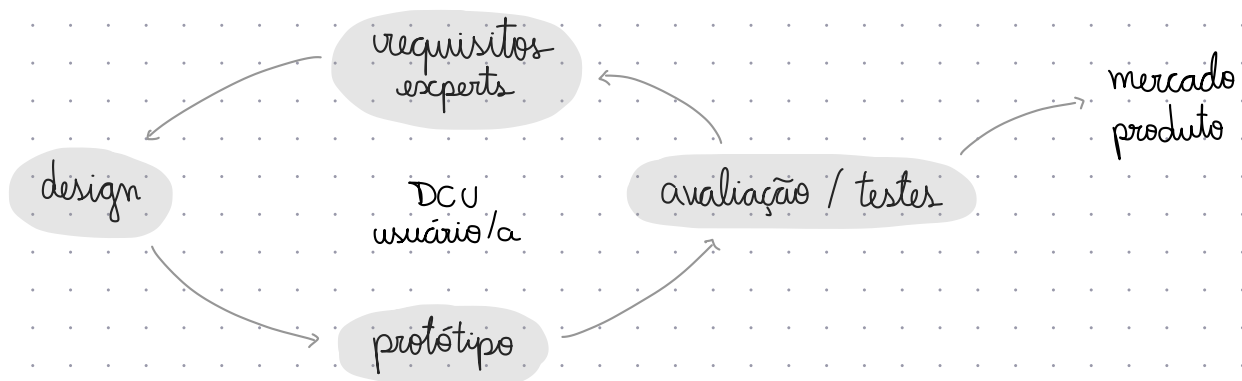 requisitos
experts
mercado
produto
design
DCU
usuário/a
avaliação / testes
protótipo